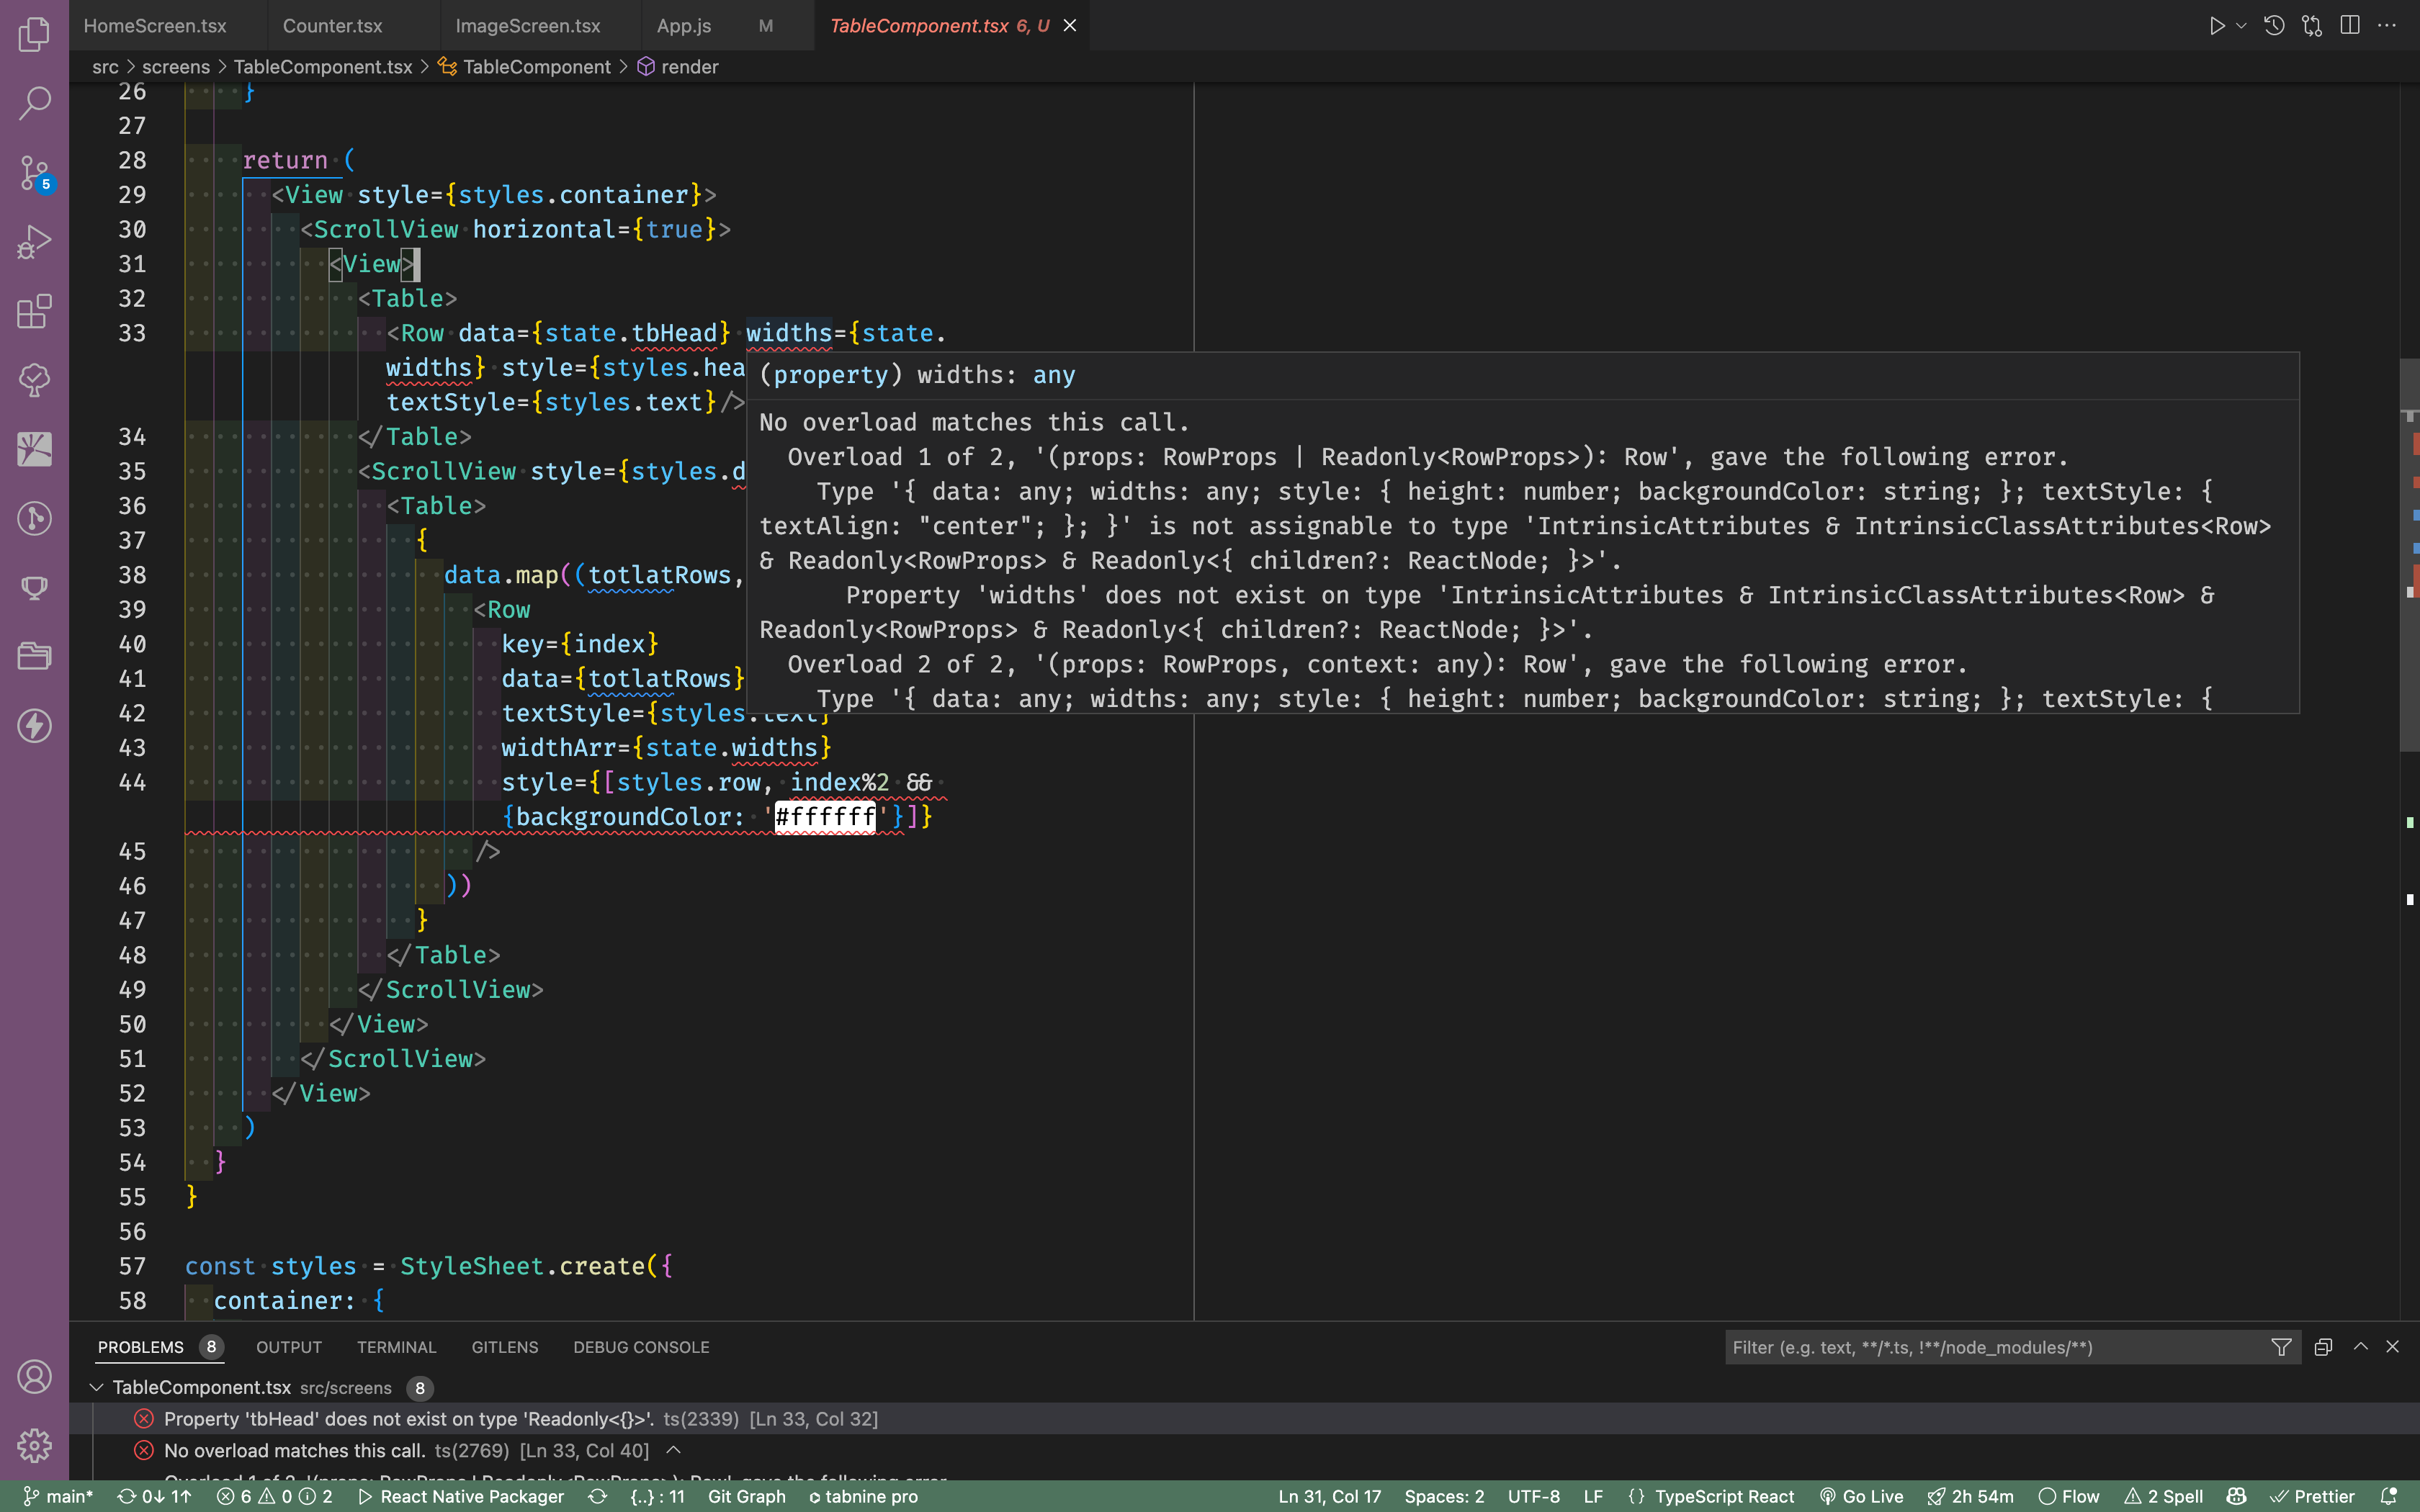 HomeScreen.tsx Counter.tsx ImageScreen.tsx App.js M TableComponent.tsx 6, U
src > screens > TableComponent.tsx > TableComponent > render
26 }
27
28 return (
29 <View style={styles.container}>
30 <ScrollView horizontal={true}>
31 <View>
32 <Table>
33 <Row data={state.tbHead} widths={state.
widths} style={styles.hea
textStyle={styles.text}/>
34 </Table>
35 <ScrollView style={styles.d
36 <Table>
37 {
38 data.map((totlatRows,
39 <Row
40 key={index}
41 data={totlatRows}
42 textStyle={styles.text}
43 widthArr={state.widths}
44 style={[styles.row, index%2 &&
{backgroundColor: '#ffffff'}]}
45 />
46 ))
47 }
48 </Table>
49 </ScrollView>
50 </View>
51 </ScrollView>
52 </View>
53 )
54 }
55 }
56
57 const styles = StyleSheet.create({
58 container: {
(property) widths: any
No overload matches this call.
Overload 1 of 2, '(props: RowProps | Readonly<RowProps>): Row', gave the following error.
Type '{ data: any; widths: any; style: { height: number; backgroundColor: string; }; textStyle: {
textAlign: "center"; }; }' is not assignable to type 'IntrinsicAttributes & IntrinsicClassAttributes<Row>
& Readonly<RowProps> & Readonly<{ children?: ReactNode; }>'.
Property 'widths' does not exist on type 'IntrinsicAttributes & IntrinsicClassAttributes<Row> &
Readonly<RowProps> & Readonly<{ children?: ReactNode; }>'.
Overload 2 of 2, '(props: RowProps, context: any): Row', gave the following error.
Type '{ data: any; widths: any; style: { height: number; backgroundColor: string; }; textStyle: {
5
PROBLEMS 8 OUTPUT TERMINAL GITLENS DEBUG CONSOLE Filter (e.g. text, **/*.ts, !**/node_modules/**)
TableComponent.tsx src/screens 8
Property 'tbHead' does not exist on type 'Readonly<{}>'. ts(2339) [Ln 33, Col 32]
No overload matches this call. ts(2769) [Ln 33, Col 40]
Overload 1 of 2, '(props: RowProps | Readonly<RowProps>): Row', gave the following error.
main* 0↓ 1↑ 6 0 2 React Native Packager {..} : 11 Git Graph tabnine pro Ln 31, Col 17 Spaces: 2 UTF-8 LF {} TypeScript React Go Live 2h 54m Flow 2 Spell Prettier